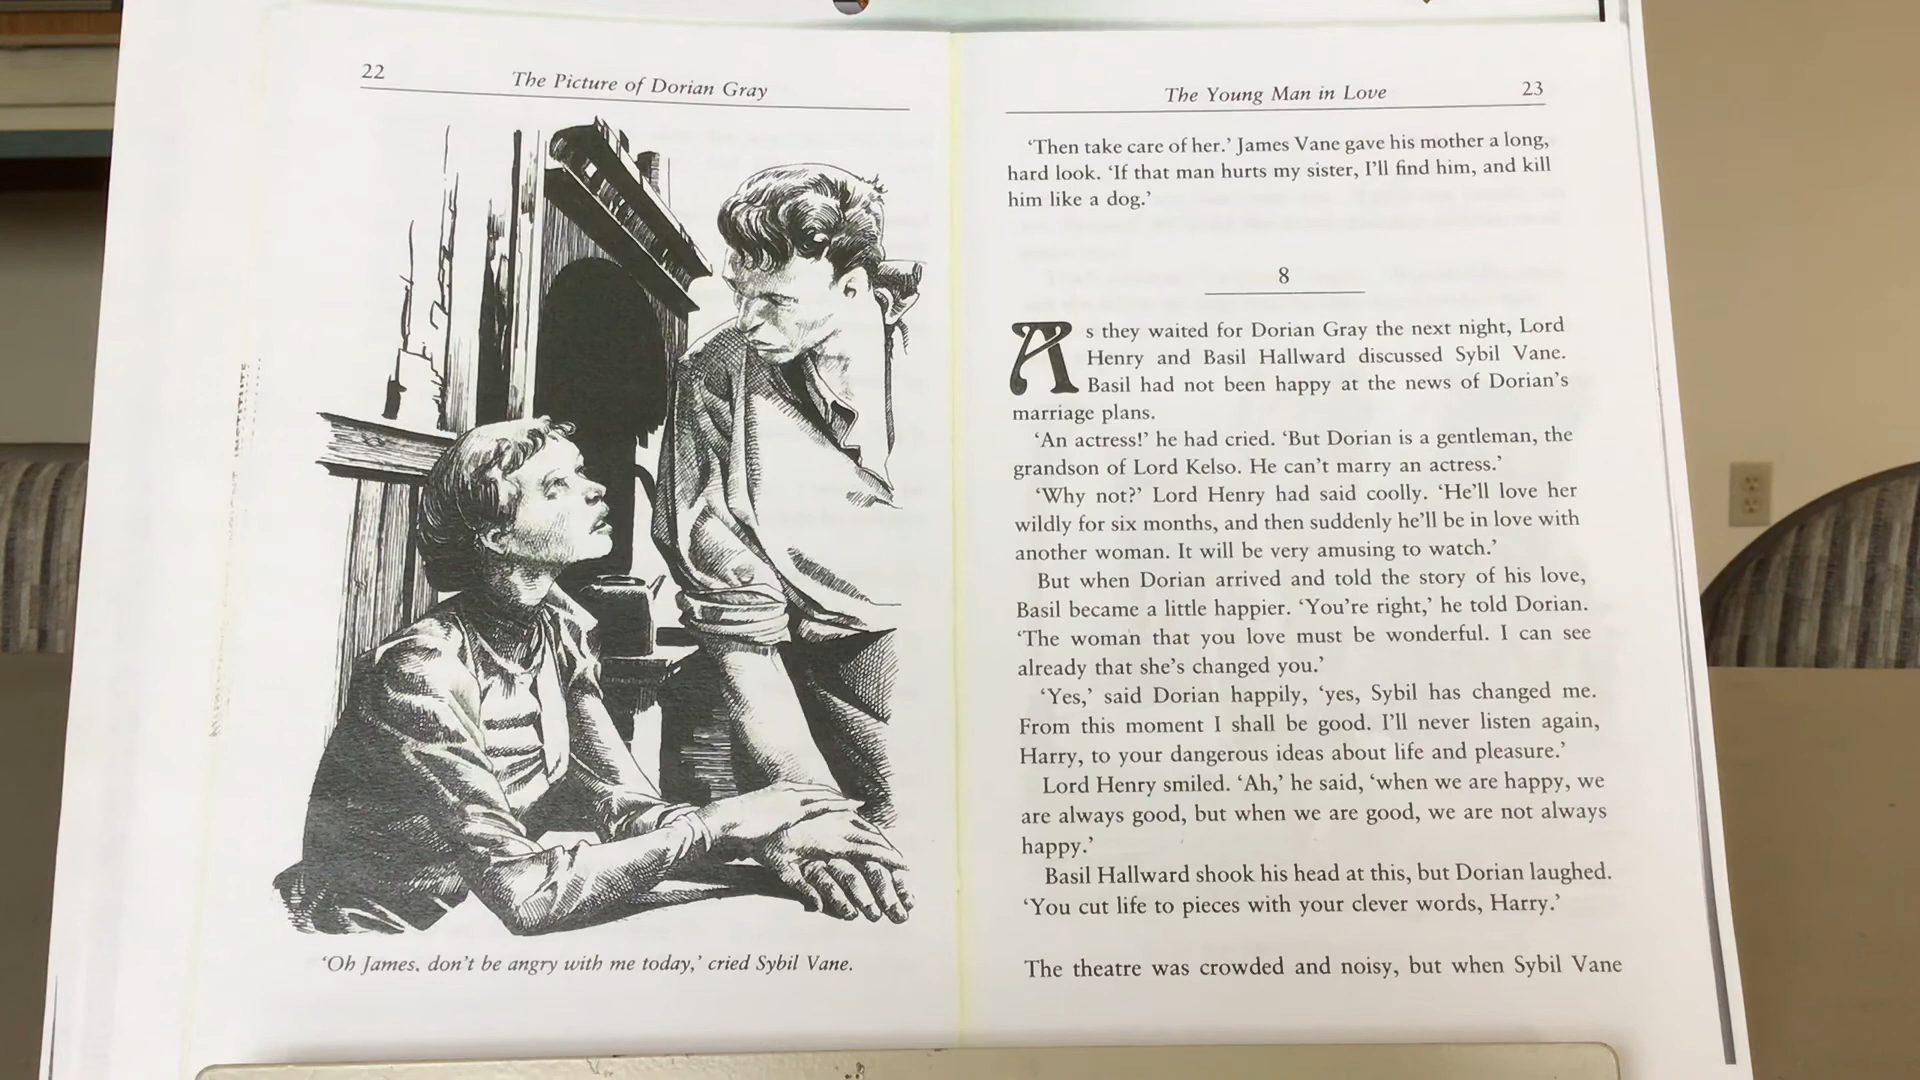 22
The Picture of Dorian Gray
‘Oh James, don't be angry with me today,’ cried Sybil Vane.
The Young Man in Love
23
‘Then take care of her.’ James Vane gave his mother a long,
hard look. ‘If that man hurts my sister, I'll find him, and kill
him like a dog.’
8
As they waited for Dorian Gray the next night, Lord
Henry and Basil Hallward discussed Sybil Vane.
Basil had not been happy at the news of Dorian's
marriage plans.
‘An actress!’ he had cried. ‘But Dorian is a gentleman, the
grandson of Lord Kelso. He can't marry an actress.’
‘Why not?’ Lord Henry had said coolly. ‘He'll love her
wildly for six months, and then suddenly he'll be in love with
another woman. It will be very amusing to watch.’
But when Dorian arrived and told the story of his love,
Basil became a little happier. ‘You're right,’ he told Dorian.
‘The woman that you love must be wonderful. I can see
already that she's changed you.’
‘Yes,’ said Dorian happily, ‘yes, Sybil has changed me.
From this moment I shall be good. I'll never listen again,
Harry, to your dangerous ideas about life and pleasure.’
Lord Henry smiled. ‘Ah,’ he said, ‘when we are happy, we
are always good, but when we are good, we are not always
happy.’
Basil Hallward shook his head at this, but Dorian laughed.
‘You cut life to pieces with your clever words, Harry.’
The theatre was crowded and noisy, but when Sybil Vane